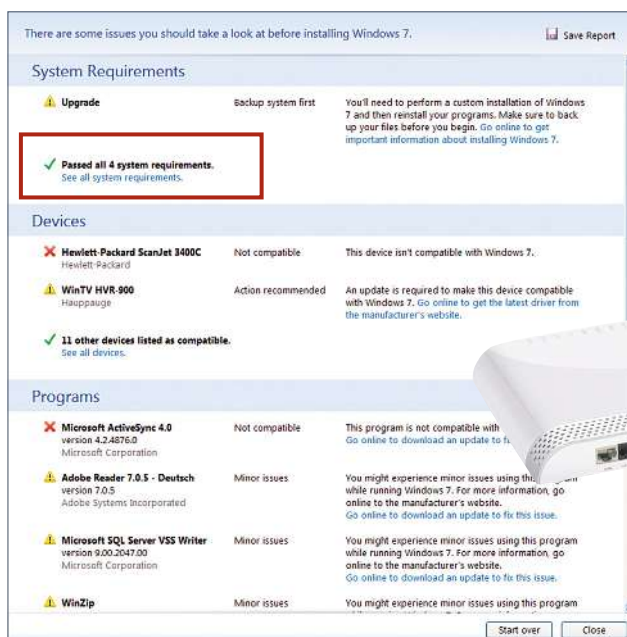 There are some issues you should take a look at before installing Windows 7.
Save Report
System Requirements
Upgrade
Backup system first
You'll need to perform a custom installation of Windows
7 and then reinstall your programs. Make sure to back
up your files before you begin. Go online to get
important information about installing Windows 7.
Passed all 4 system requirements.
See all system requirements.
Devices
Hewlett-Packard ScanJet 3400C
Hewlett-Packard
Not compatible
This device isn't compatible with Windows 7.
WinTV HVR-900
Hauppauge
Action recommended
An update is required to make this device compatible
with Windows 7. Go online to get the latest driver from
the manufacturer's website.
11 other devices listed as compatible.
See all devices.
Programs
Microsoft ActiveSync 4.0
version 4.2.4876.0
Microsoft Corporation
Not compatible
This program is not compatible with
Go online to download an update to
Adobe Reader 7.0.5 - Deutsch
version 7.0.5
Adobe Systems Incorporated
Minor issues
You might experience minor issues using this program
while running Windows 7. For more information, go
online to the manufacturer's website.
Go online to download an update to fix this issue.
Microsoft SQL Server VSS Writer
version 9.00.2047.00
Microsoft Corporation
Minor issues
You might experience minor issues using this program
while running Windows 7. For more information, go
online to the manufacturer's website.
Go online to download an update to fix this issue.
WinZip
Minor issues
You might experience minor issues using this program
Start over
Close